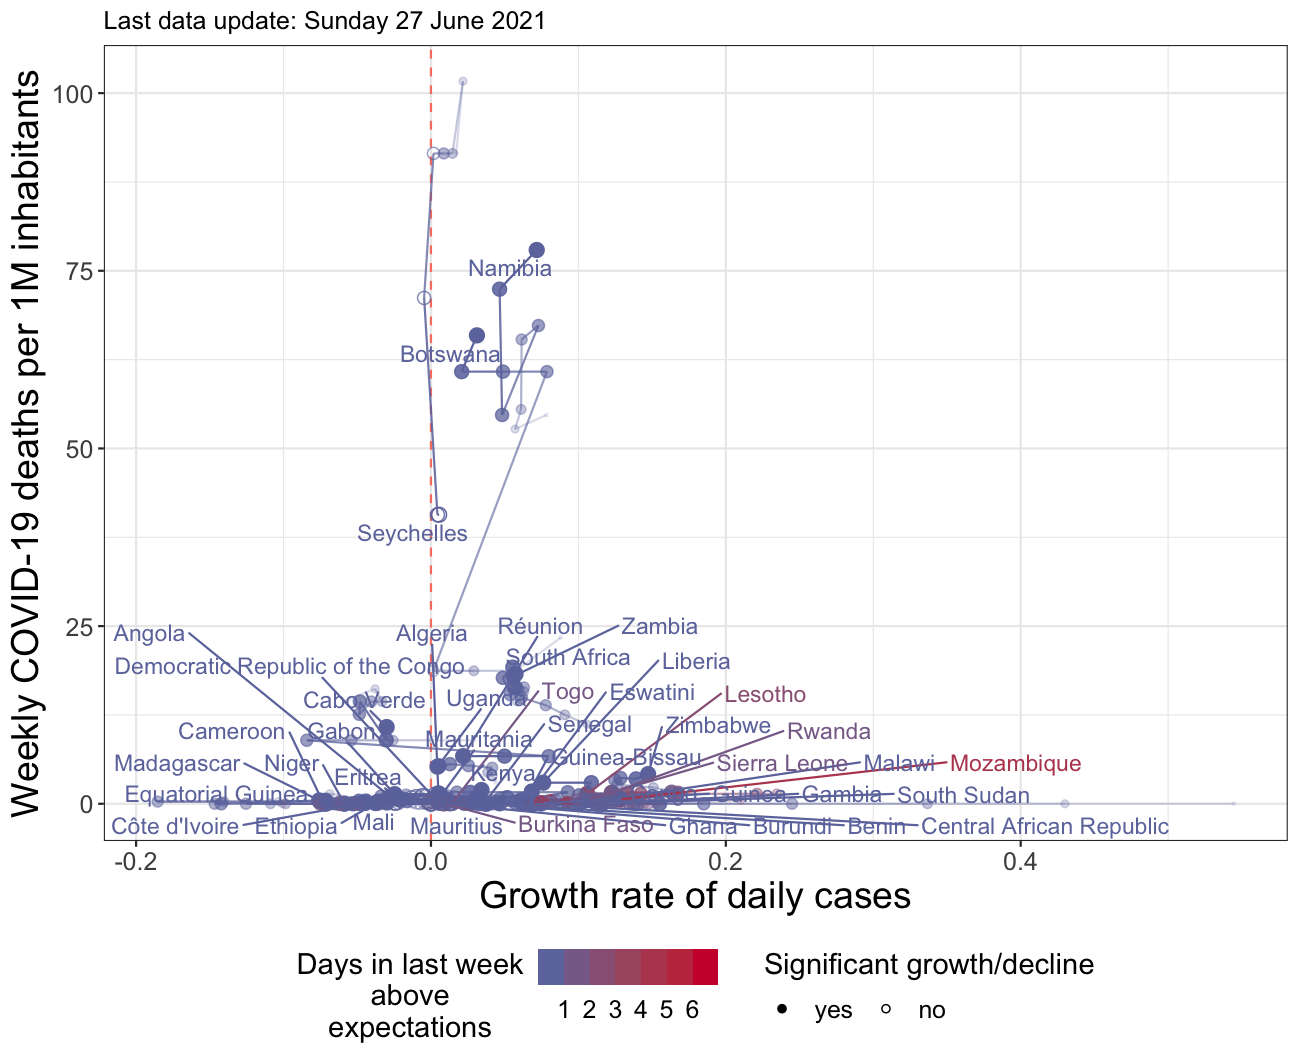 Last data update: Sunday 27 June 2021
Weekly COVID-19 deaths per 1M inhabitants
100
75
50
25
0
Namibia
Botswana
Seychelles
Angola
Algeria
Réunion
Zambia
Democratic Republic of the Congo
South Africa
Liberia
Cabo Verde
Uganda
Togo
Eswatini
Lesotho
Cameroon
Gabon
Mauritania
Senegal
Zimbabwe
Rwanda
Madagascar
Niger
Eritrea
Kenya
Guinea-Bissau
Sierra Leone
Malawi
Mozambique
Equatorial Guinea
Guinea
Gambia
South Sudan
Côte d'Ivoire
Ethiopia
Mali
Mauritius
Burkina Faso
Ghana
Burundi
Benin
Central African Republic
-0.2
0.0
0.2
0.4
Growth rate of daily cases
Days in last week
above
expectations
1 2 3 4 5 6
Significant growth/decline
yes
no